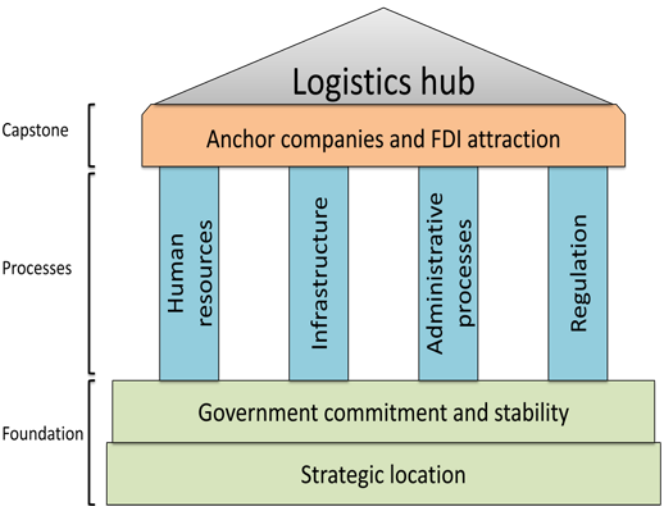 Logistics hub
Capstone
Anchor companies and FDI attraction
Processes
Human
resources
Infrastructure
Administrative
processes
Regulation
Foundation
Government commitment and stability
Strategic location